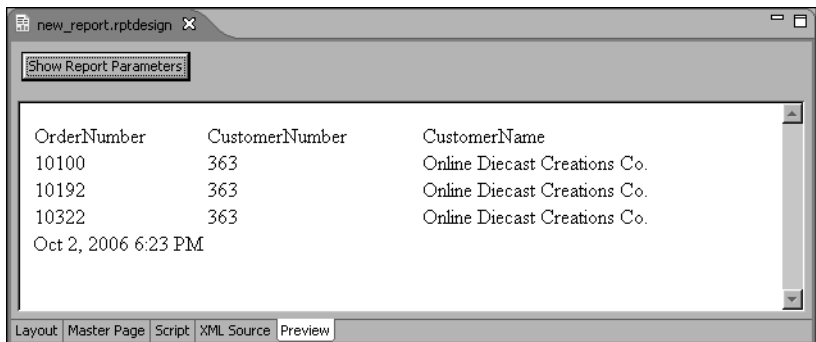 new_report.rptdesign
Show Report Parameters
OrderNumber CustomerNumber CustomerName
10100 363 Online Diecast Creations Co.
10192 363 Online Diecast Creations Co.
10322 363 Online Diecast Creations Co.
Oct 2, 2006 6:23 PM
Layout Master Page Script XML Source Preview